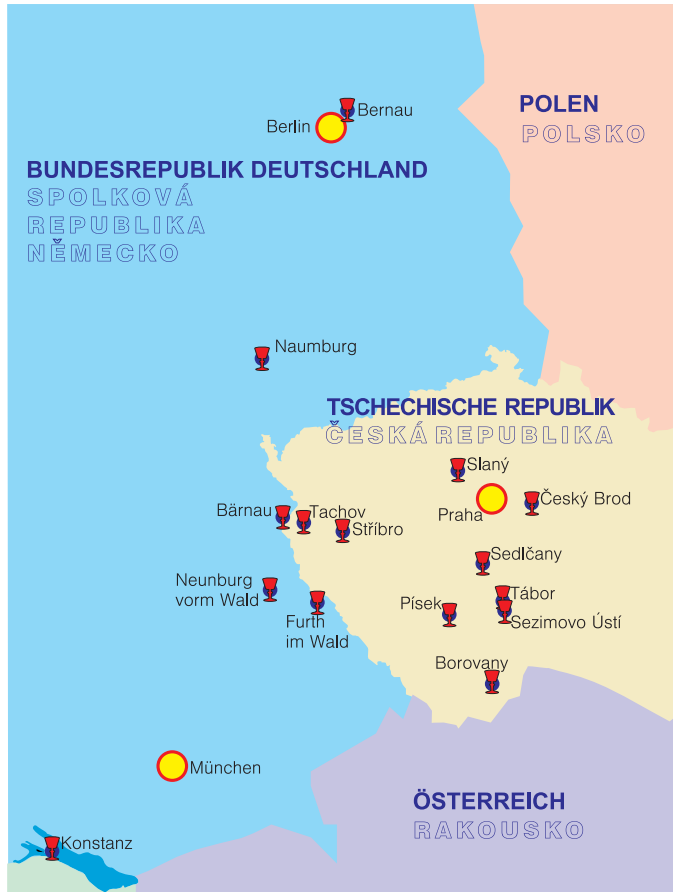 Bernau
Berlin
POLEN
POLSKO
BUNDESREPUBLIK DEUTSCHLAND
SPOLKOVÁ
REPUBLIKA
NĚMECKO
Naumburg
TSCHECHISCHE REPUBLIK
ČESKÁ REPUBLIKA
Slaný
Český Brod
Praha
Bärnau
Tachov
Stříbro
Sedlčany
Neunburg
vorm Wald
Furth
im Wald
Písek
Tábor
Sezimovo Ústí
Borovany
München
ÖSTERREICH
RAKOUSKO
Konstanz